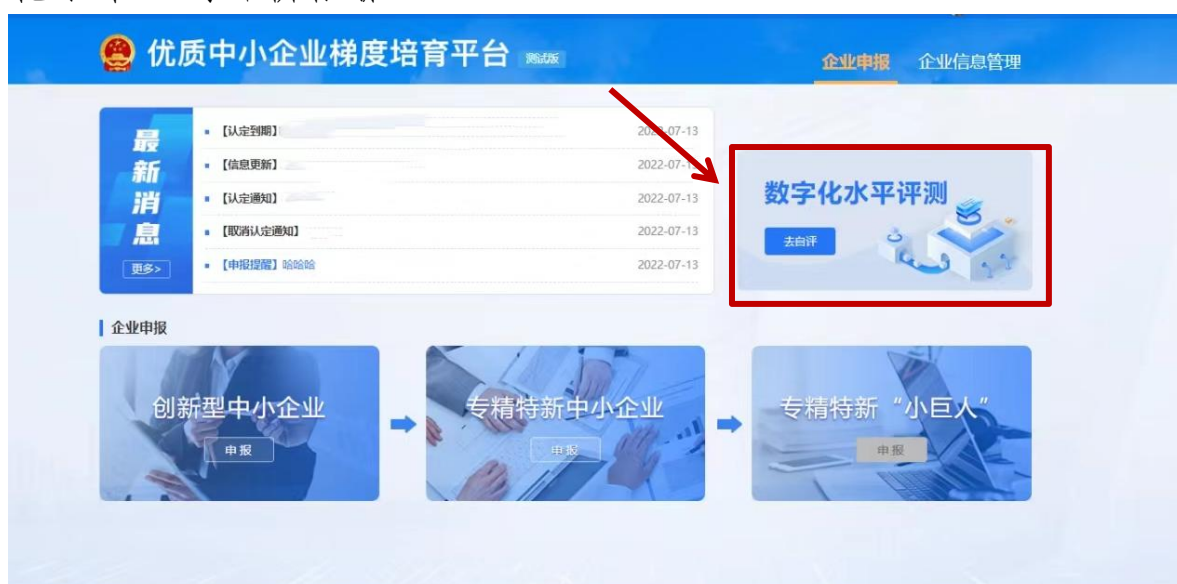 优质中小企业梯度培育平台 测试版
企业申报 企业信息管理
最新消息
更多>
【认定到期】
【信息更新】 2022-07-13
【认定通知】 2022-07-13
【取消认定通知】 2022-07-13
【申报提醒】哈哈哈 2022-07-13
数字化水平评测
去自评
企业申报
创新型中小企业
申报
专精特新中小企业
申报
专精特新“小巨人”
申报